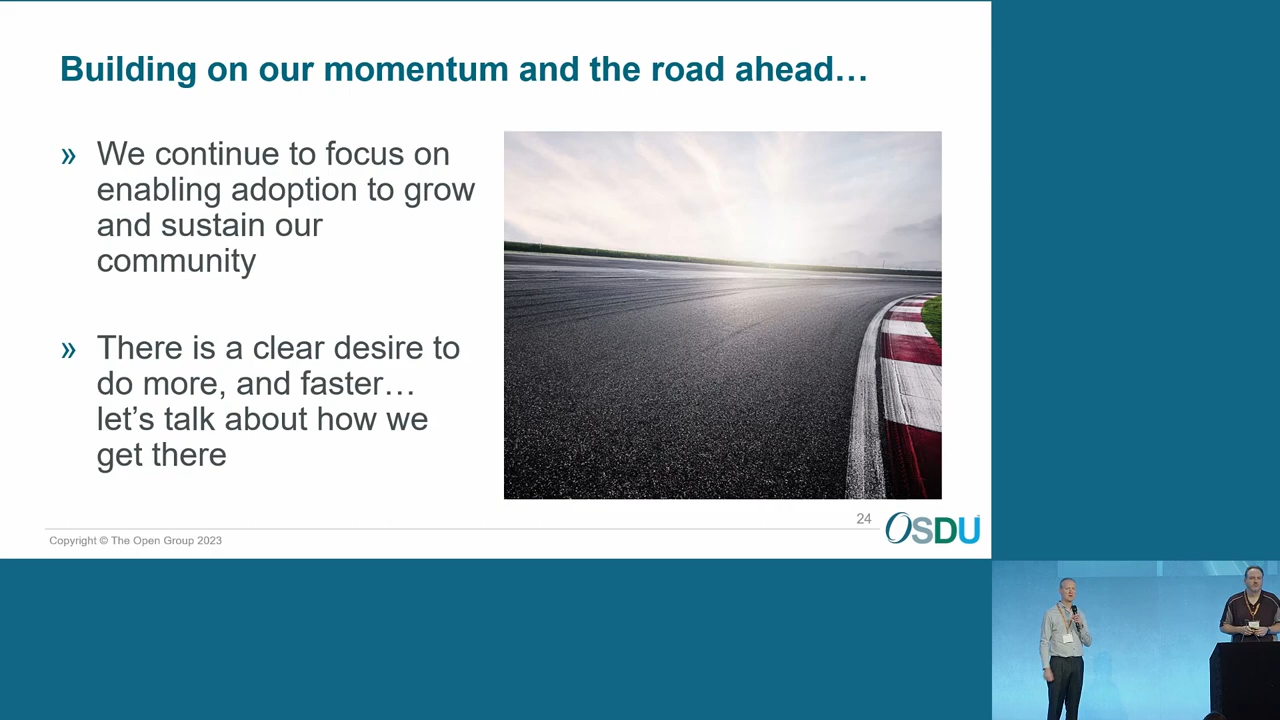 Building on our momentum and the road ahead…
» We continue to focus on
enabling adoption to grow
and sustain our
community
» There is a clear desire to
do more, and faster…
let’s talk about how we
get there
24
Copyright © The Open Group 2023
OSDU